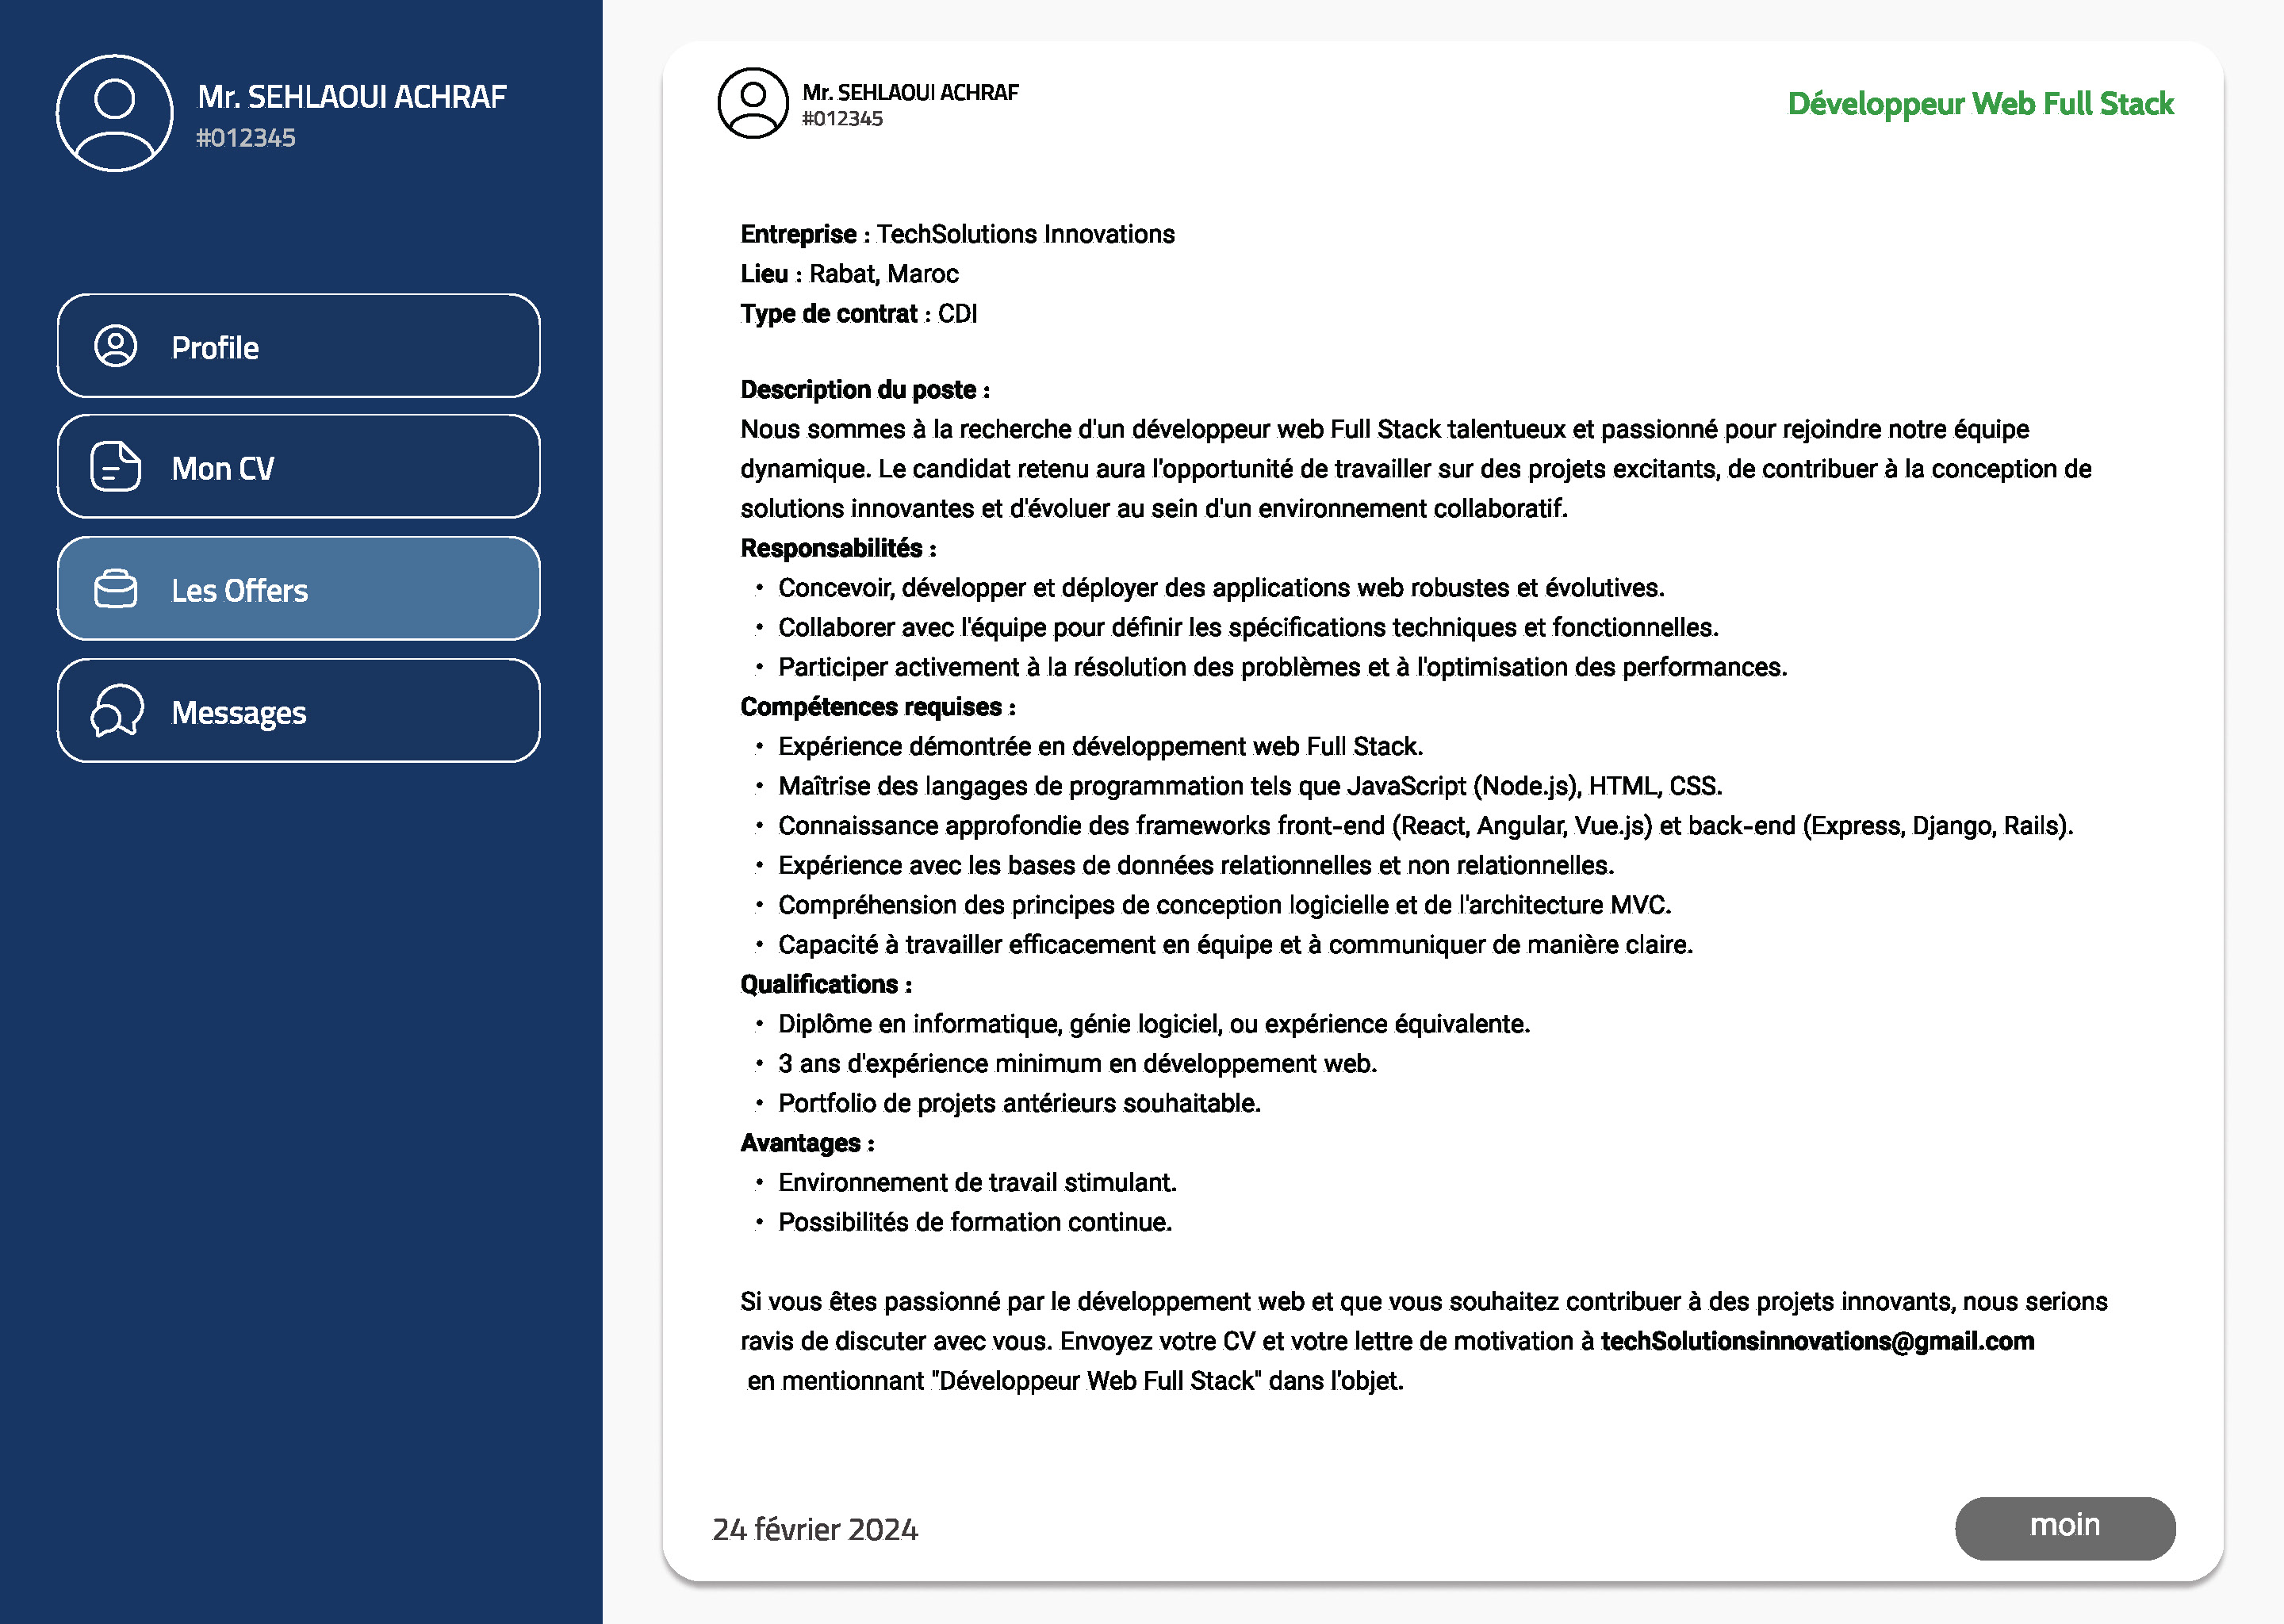 Mr. SEHLAOUI ACHRAF
#012345
Profile
Mon CV
Les Offers
Messages
Mr. SEHLAOUI ACHRAF
#012345
Développeur Web Full Stack
Entreprise : TechSolutions Innovations
Lieu : Rabat, Maroc
Type de contrat : CDI
Description du poste :
Nous sommes à la recherche d'un développeur web Full Stack talentueux et passionné pour rejoindre notre équipe
dynamique. Le candidat retenu aura l'opportunité de travailler sur des projets excitants, de contribuer à la conception de
solutions innovantes et d'évoluer au sein d'un environnement collaboratif.
Responsabilités :
• Concevoir, développer et déployer des applications web robustes et évolutives.
• Collaborer avec l'équipe pour définir les spécifications techniques et fonctionnelles.
• Participer activement à la résolution des problèmes et à l'optimisation des performances.
Compétences requises :
• Expérience démontrée en développement web Full Stack.
• Maîtrise des langages de programmation tels que JavaScript (Node.js), HTML, CSS.
• Connaissance approfondie des frameworks front-end (React, Angular, Vue.js) et back-end (Express, Django, Rails).
• Expérience avec les bases de données relationnelles et non relationnelles.
• Compréhension des principes de conception logicielle et de l'architecture MVC.
• Capacité à travailler efficacement en équipe et à communiquer de manière claire.
Qualifications :
• Diplôme en informatique, génie logiciel, ou expérience équivalente.
• 3 ans d'expérience minimum en développement web.
• Portfolio de projets antérieurs souhaitable.
Avantages :
• Environnement de travail stimulant.
• Possibilités de formation continue.
Si vous êtes passionné par le développement web et que vous souhaitez contribuer à des projets innovants, nous serions
ravis de discuter avec vous. Envoyez votre CV et votre lettre de motivation à techSolutionsinnovations@gmail.com
en mentionnant "Développeur Web Full Stack" dans l'objet.
24 février 2024
moin